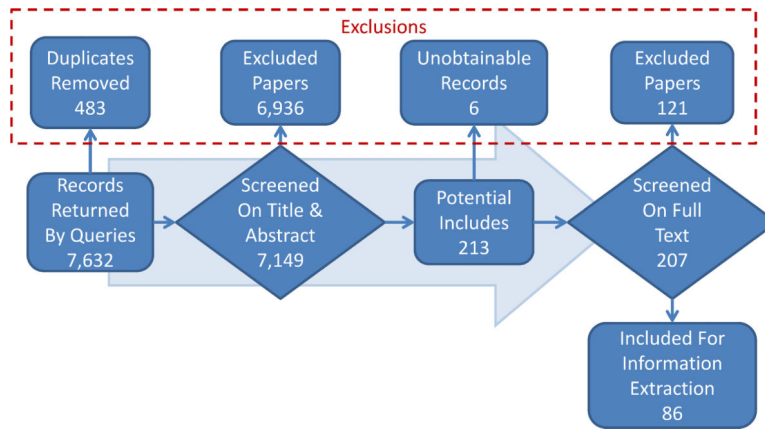 Exclusions
Duplicates
Removed
483
Excluded
Papers
6,936
Unobtainable
Records
6
Excluded
Papers
121
Records
Returned
By Queries
7,632
Screened
On Title &
Abstract
7,149
Potential
Includes
213
Screened
On Full
Text
207
Included For
Information
Extraction
86